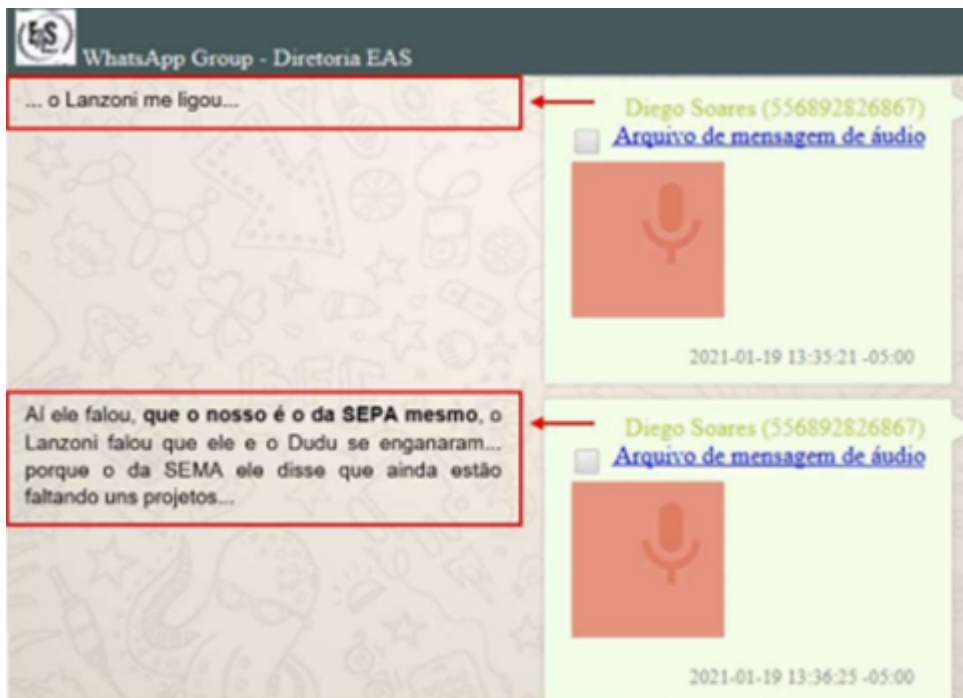 EAS
WhatsApp Group - Diretoria EAS
... o Lanzoni me ligou...
Diego Soares (556892826867)
Arquivo de mensagem de áudio
2021-01-19 13:35:21 -05:00
Aí ele falou, que o nosso é o da SEPA mesmo, o
Lanzoni falou que ele e o Dudu se enganaram...
porque o da SEMA ele disse que ainda estão
faltando uns projetos...
Diego Soares (556892826867)
Arquivo de mensagem de áudio
2021-01-19 13:36:25 -05:00